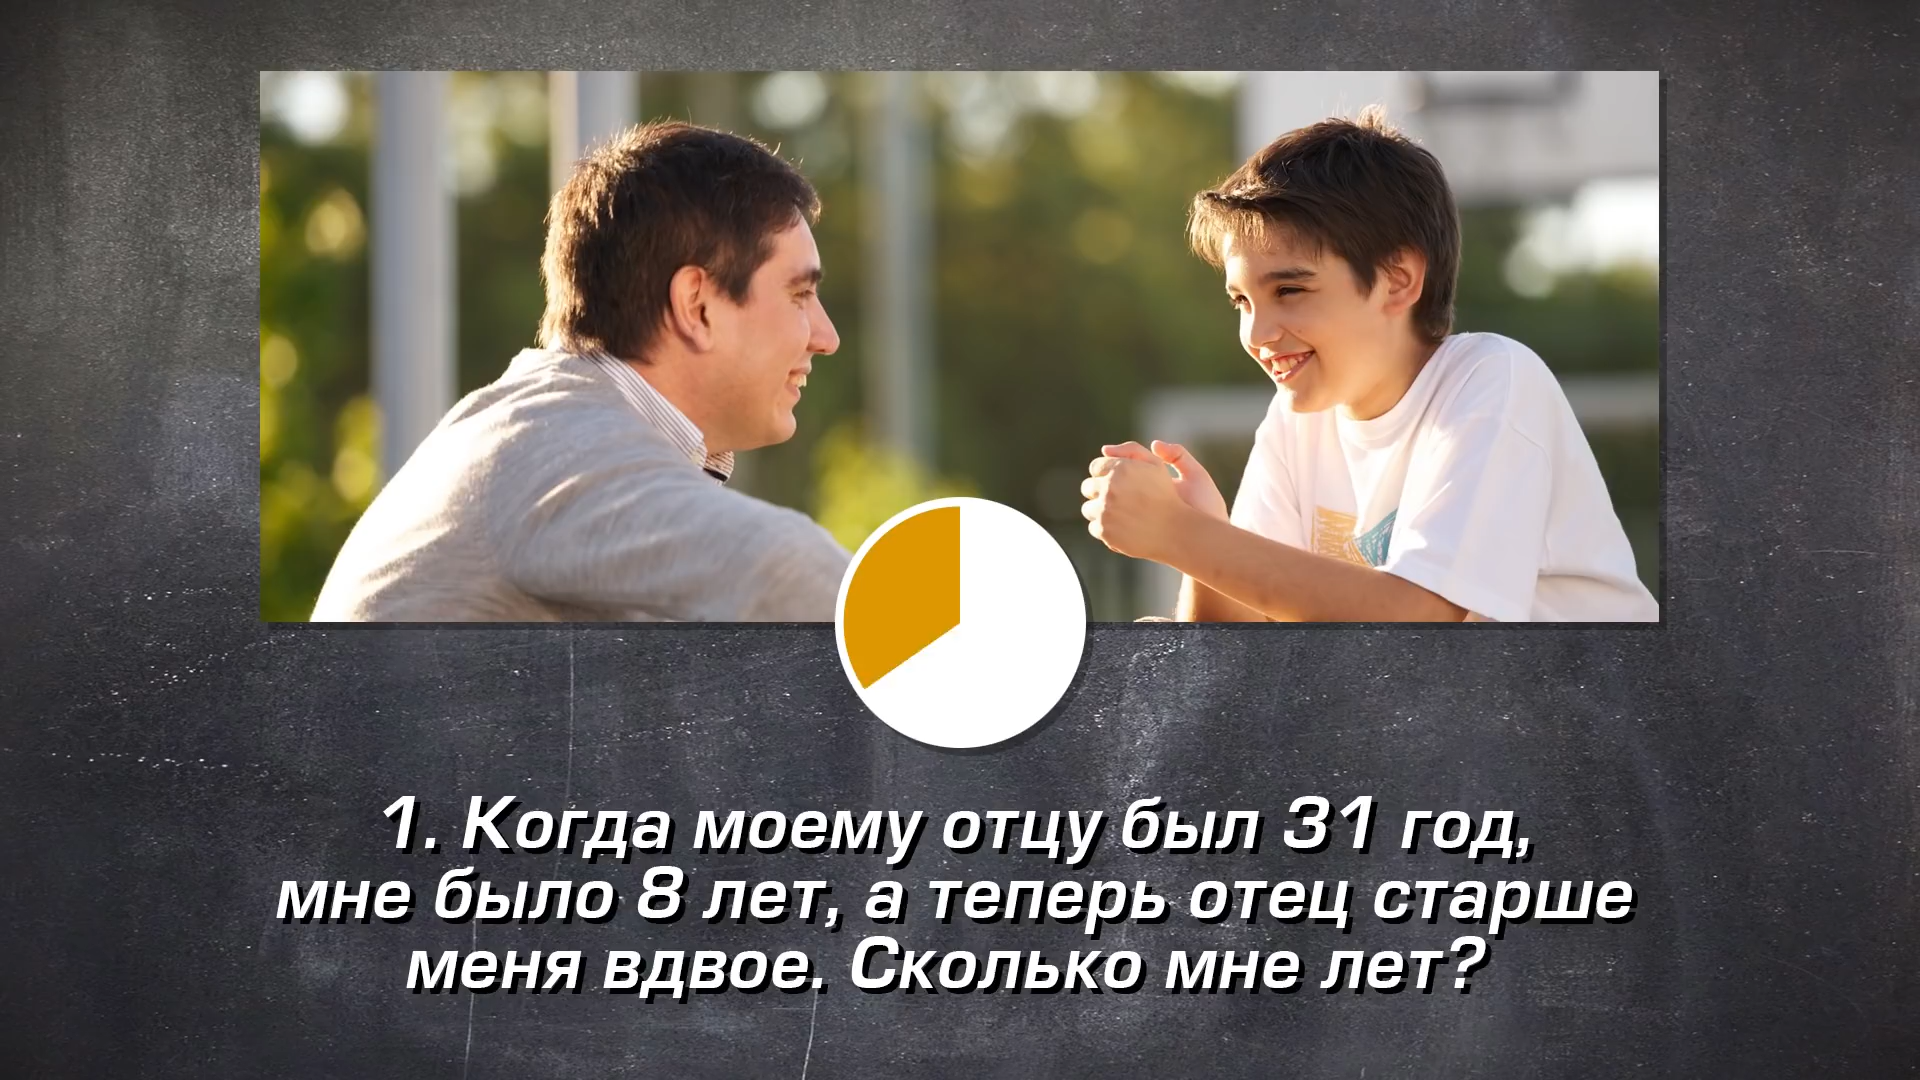 1. Когда моему отцу был 31 год,
мне было 8 лет, а теперь отец старше
меня вдвое. Сколько мне лет?